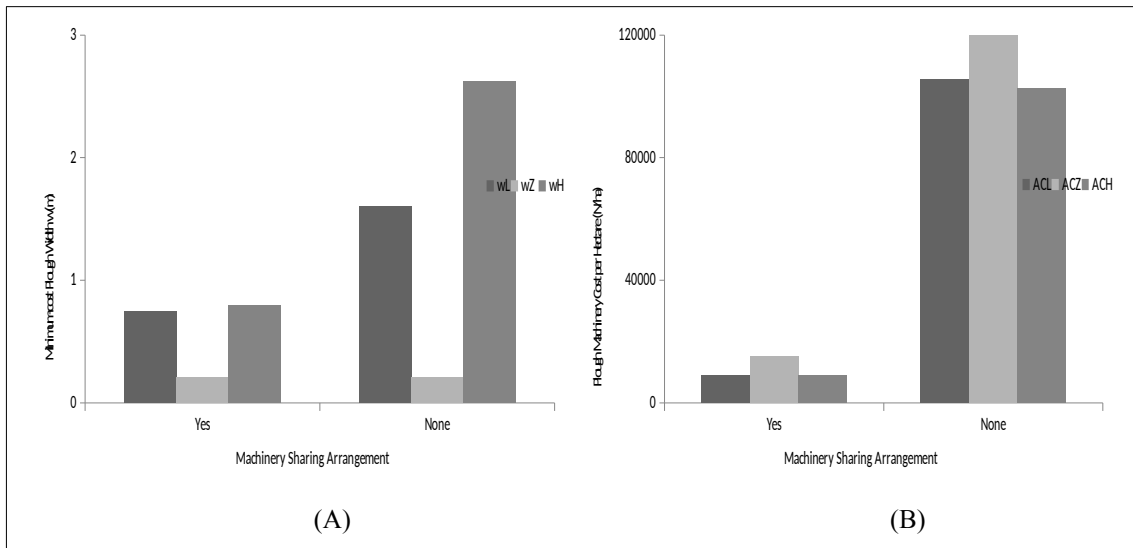 3
2
1
0
Minimum-cost Plough Width w (m)
wL wZ wH
Yes
None
Machinery Sharing Arrangement
(A)
120000
80000
40000
0
Plough Machinery Cost per Hectare (N/ha)
ACL ACZ ACH
Yes
None
Machinery Sharing Arrangement
(B)